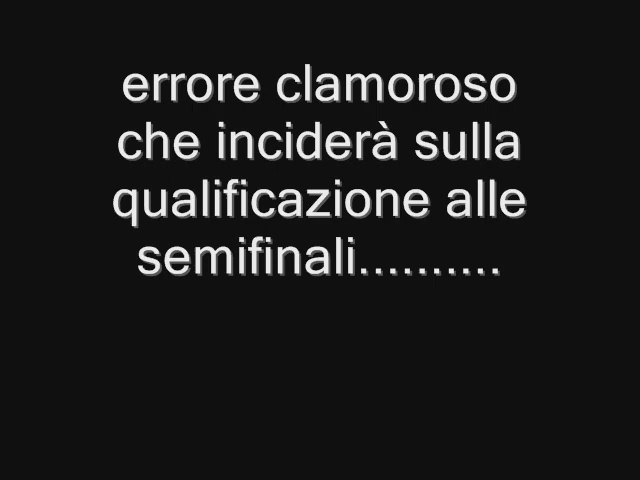 errore clamoroso
che inciderà sulla
qualificazione alle
semifinali..........